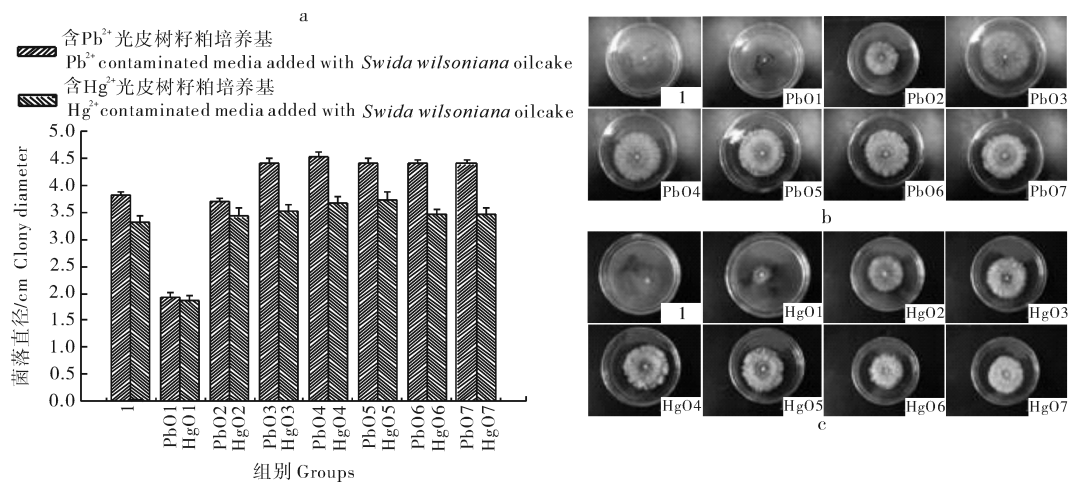 a
含Pb²⁺光皮树籽粕培养基
Pb²⁺contaminated media added with Swida wilsoniana oilcake
含Hg²⁺光皮树籽粕培养基
Hg²⁺contaminated media added with Swida wilsoniana oilcake
菌落直径/cm Clony diameter
5.0
4.5
4.0
3.5
3.0
2.5
2.0
1.5
1.0
0.5
0.0
1
PbO1
HgO1
PbO2
HgO2
PbO3
HgO3
PbO4
HgO4
PbO5
HgO5
PbO6
HgO6
PbO7
HgO7
组别 Groups
1
PbO1
PbO2
PbO3
PbO4
PbO5
PbO6
PbO7
b
1
HgO1
HgO2
HgO3
HgO4
HgO5
HgO6
HgO7
c